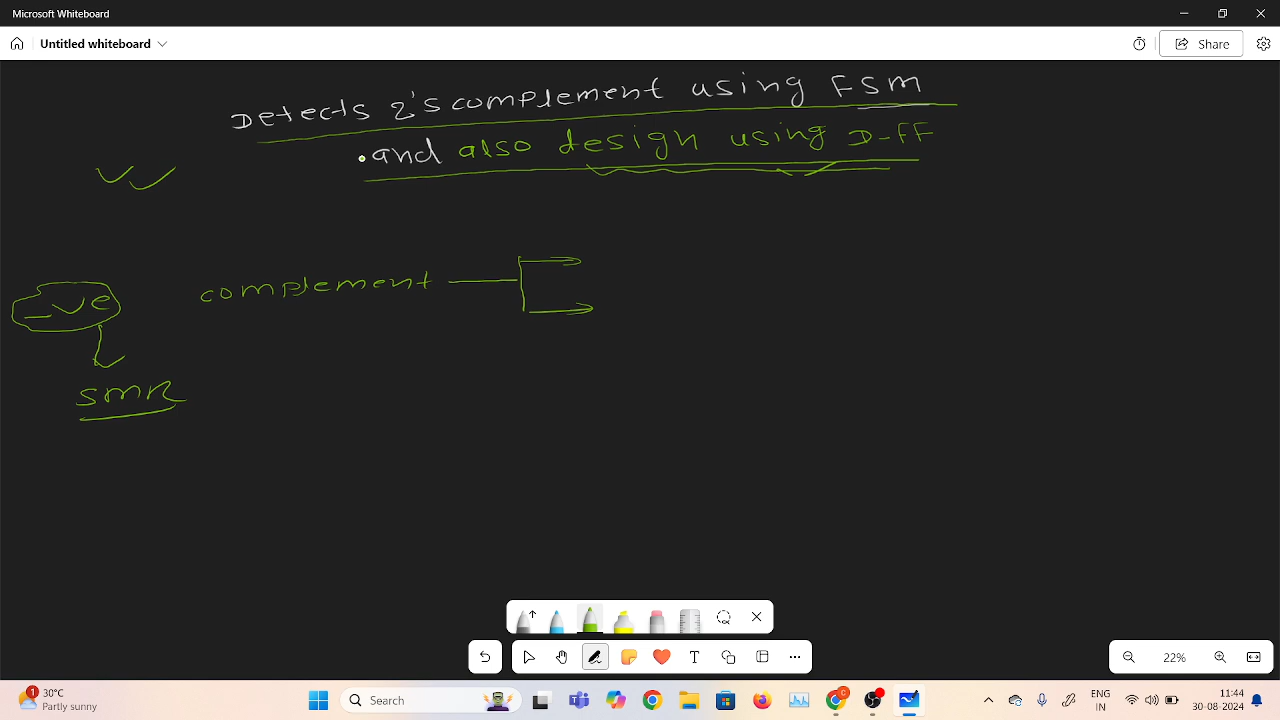 Microsoft Whiteboard
Untitled whiteboard
Share
Detects 2's complement using FSM
and also design using D-FF
complement
-ve
SMR
22%
1
30°C
Partly sunny
Search
ENG
IN
11:44
30-08-2024